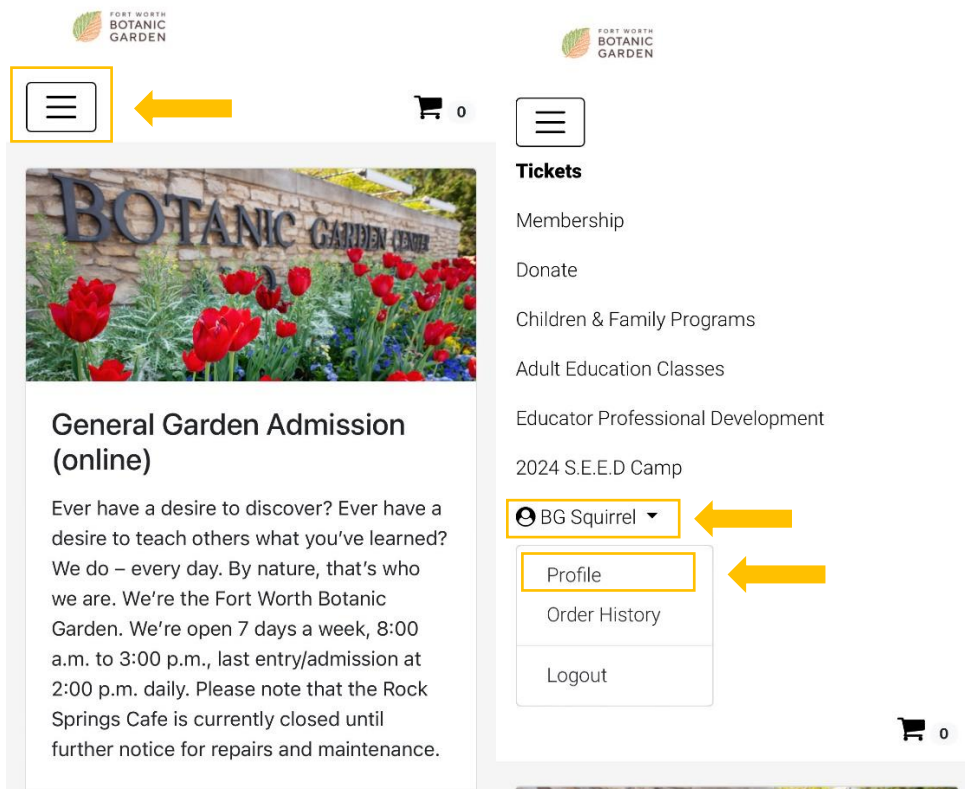 FORT WORTH
BOTANIC
GARDEN
0
BOTANIC GARDEN CENTER
General Garden Admission
(online)
Ever have a desire to discover? Ever have a
desire to teach others what you've learned?
We do – every day. By nature, that's who
we are. We're the Fort Worth Botanic
Garden. We're open 7 days a week, 8:00
a.m. to 3:00 p.m., last entry/admission at
2:00 p.m. daily. Please note that the Rock
Springs Cafe is currently closed until
further notice for repairs and maintenance.
FORT WORTH
BOTANIC
GARDEN
Tickets
Membership
Donate
Children & Family Programs
Adult Education Classes
Educator Professional Development
2024 S.E.E.D Camp
BG Squirrel
Profile
Order History
Logout
0